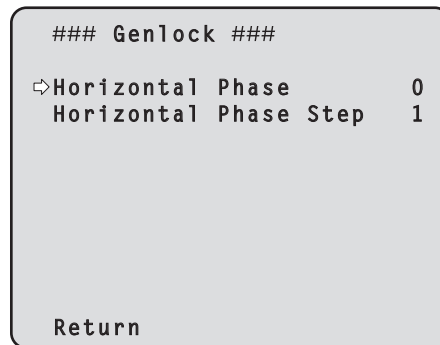 ### Genlock ###
⇨Horizontal Phase 0
Horizontal Phase Step 1
Return